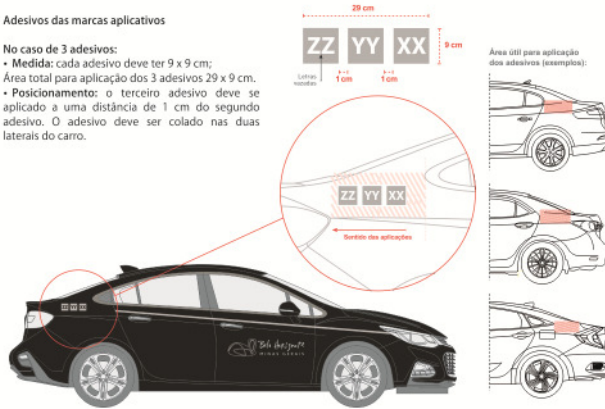 Adesivos das marcas aplicativos
No caso de 3 adesivos:
• Medida: cada adesivo deve ter 9 x 9 cm;
Área total para aplicação dos 3 adesivos 29 x 9 cm.
• Posicionamento: o terceiro adesivo deve se
aplicado a uma distância de 1 cm do segundo
adesivo. O adesivo deve ser colado nas duas
laterais do carro.
29 cm
ZZ YY XX
9 cm
Letras
vazadas
1 cm 1 cm
Área útil para aplicação
dos adesivos (exemplos):
ZZ YY XX
Sentido das aplicações
ZZ YY XX
Belo Horizonte
MINAS GERAIS